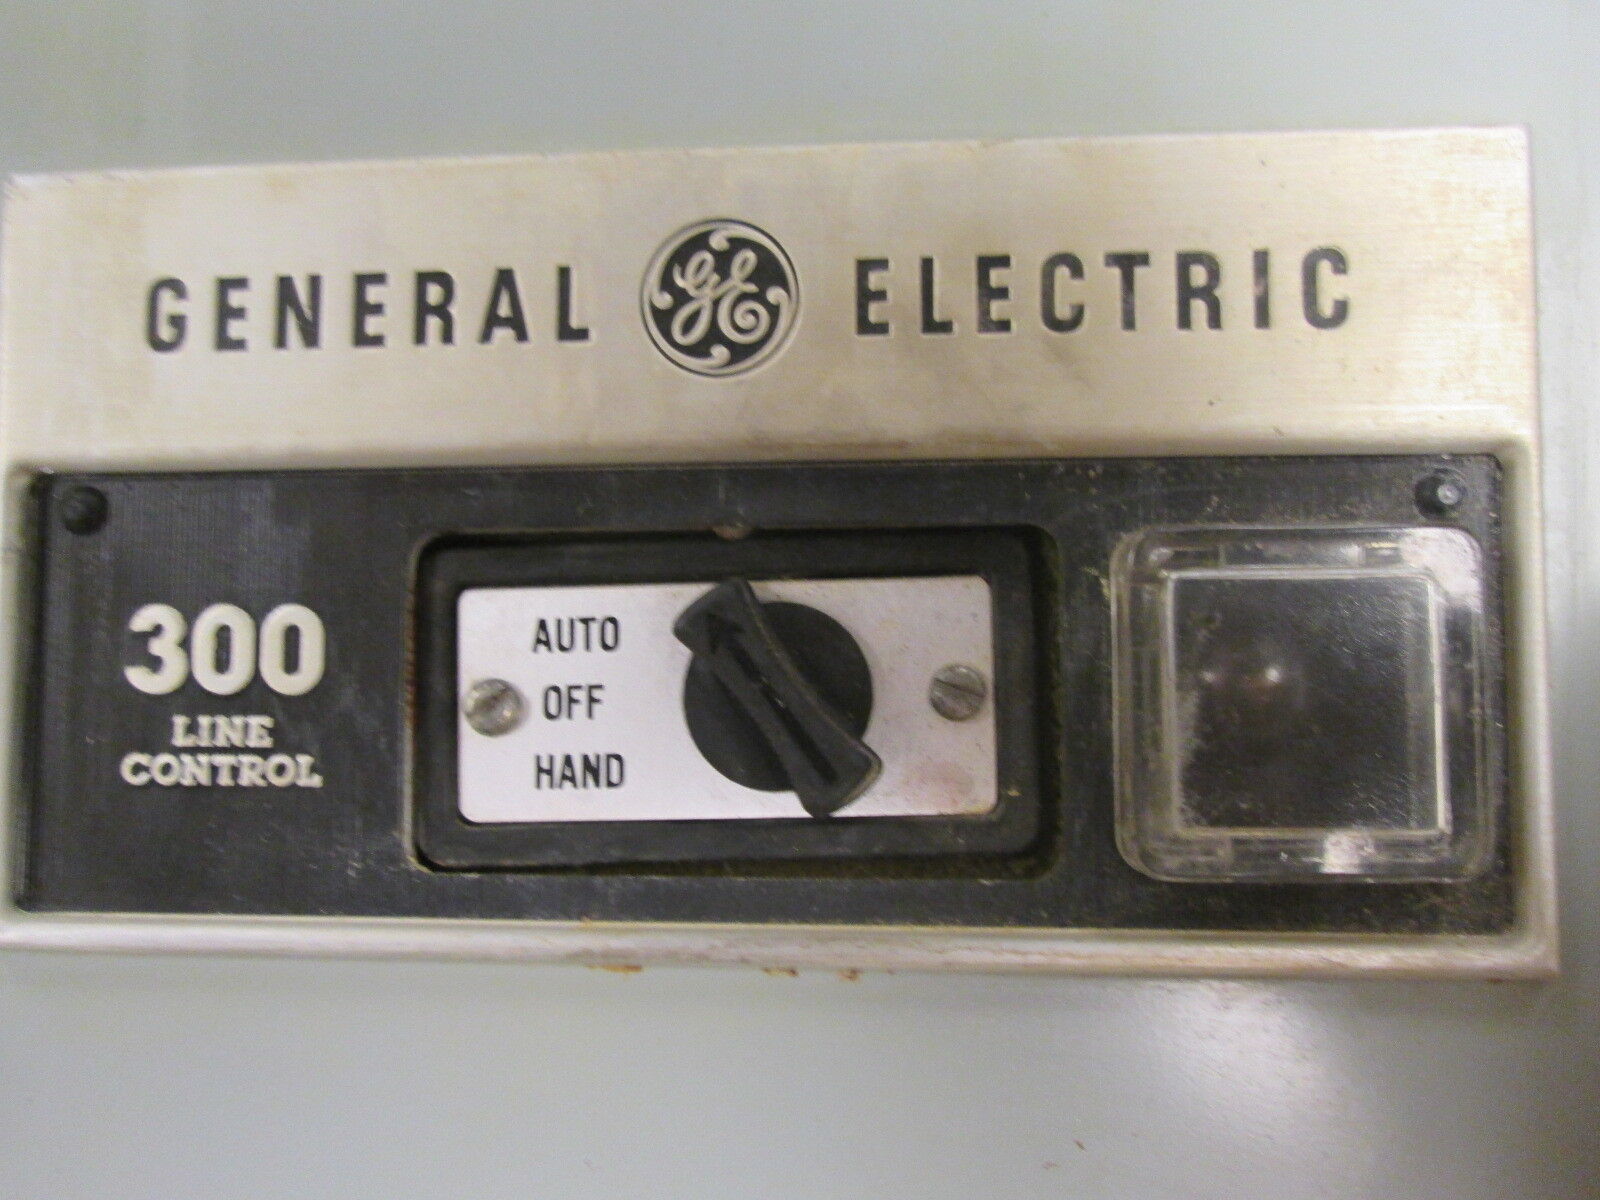 GENERAL GE ELECTRIC
300
LINE
CONTROL
AUTO
OFF
HAND